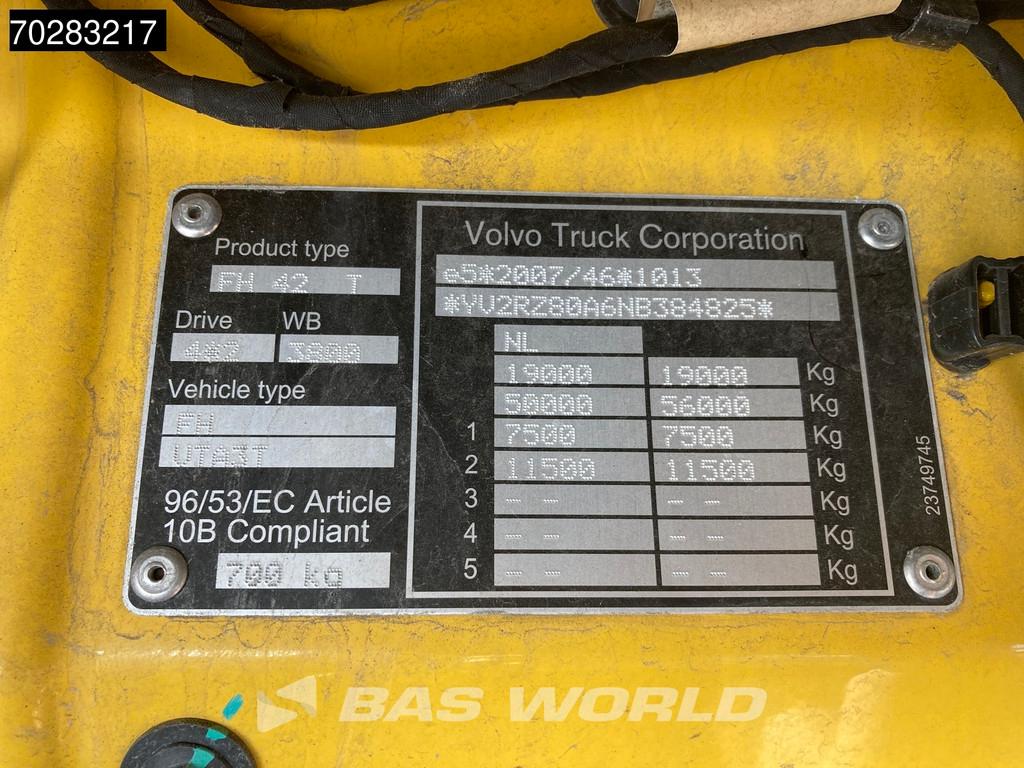 70283217
Product type
FH 42 T
Drive WB
4*2 3800
Vehicle type
FH
UTA3T
96/53/EC Article
10B Compliant
700 kg
Volvo Truck Corporation
e5*2007/46*1013
*YV2RZ80A6NB384825*
NL
19000 19000 Kg
50000 56000 Kg
1 7500 7500 Kg
2 11500 11500 Kg
3 -- -- Kg
4 -- -- Kg
5 -- -- Kg
23749745
BAS WORLD